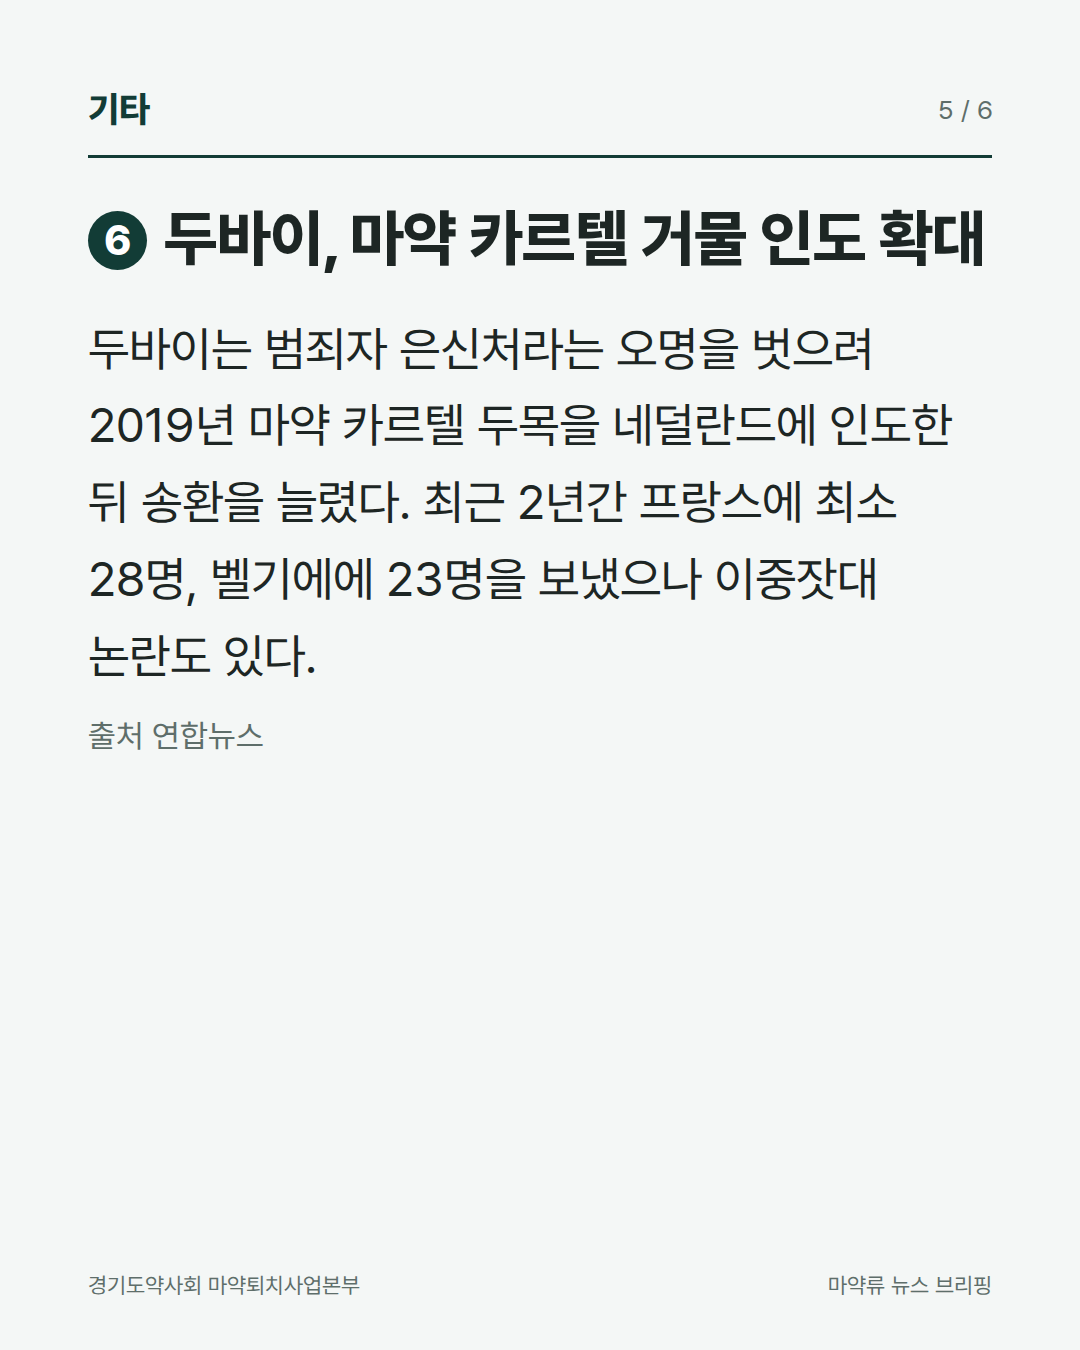 기타
5 / 6
6 두바이, 마약 카르텔 거물 인도 확대
두바이는 범죄자 은신처라는 오명을 벗으려
2019년 마약 카르텔 두목을 네덜란드에 인도한
뒤 송환을 늘렸다. 최근 2년간 프랑스에 최소
28명, 벨기에에 23명을 보냈으나 이중잣대
논란도 있다.
출처 연합뉴스
경기도약사회 마약퇴치사업본부
마약류 뉴스 브리핑